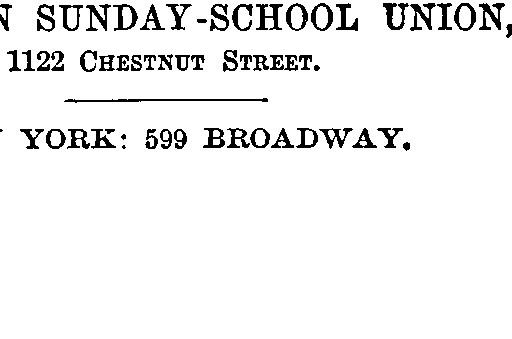 N SUNDAY-SCHOOL UNION,
1122 CHESTNUT STREET.
YORK: 599 BROADWAY.